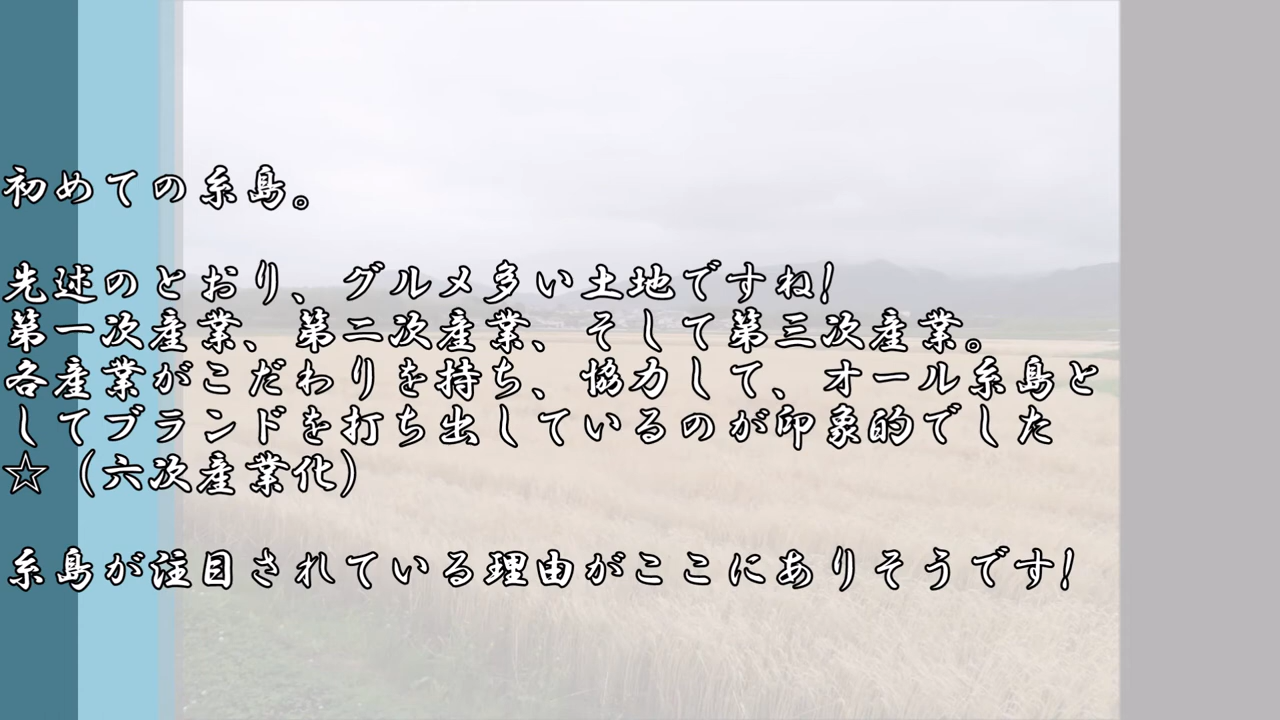 初めての糸島。
先述のとおり、グルメ多い土地ですね!
第一次産業、第二次産業、そして第三次産業。
各産業がこだわりを持ち、協力して、オール糸島と
してブランドを打ち出しているのが印象的でした
☆（六次産業化）
糸島が注目されている理由がここにありそうです!